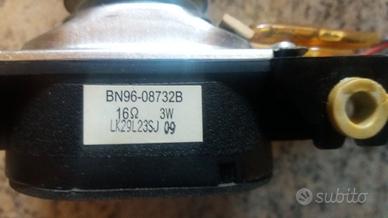 BN96-08732B
16Ω 3W
LK29L23SJ 09
subito